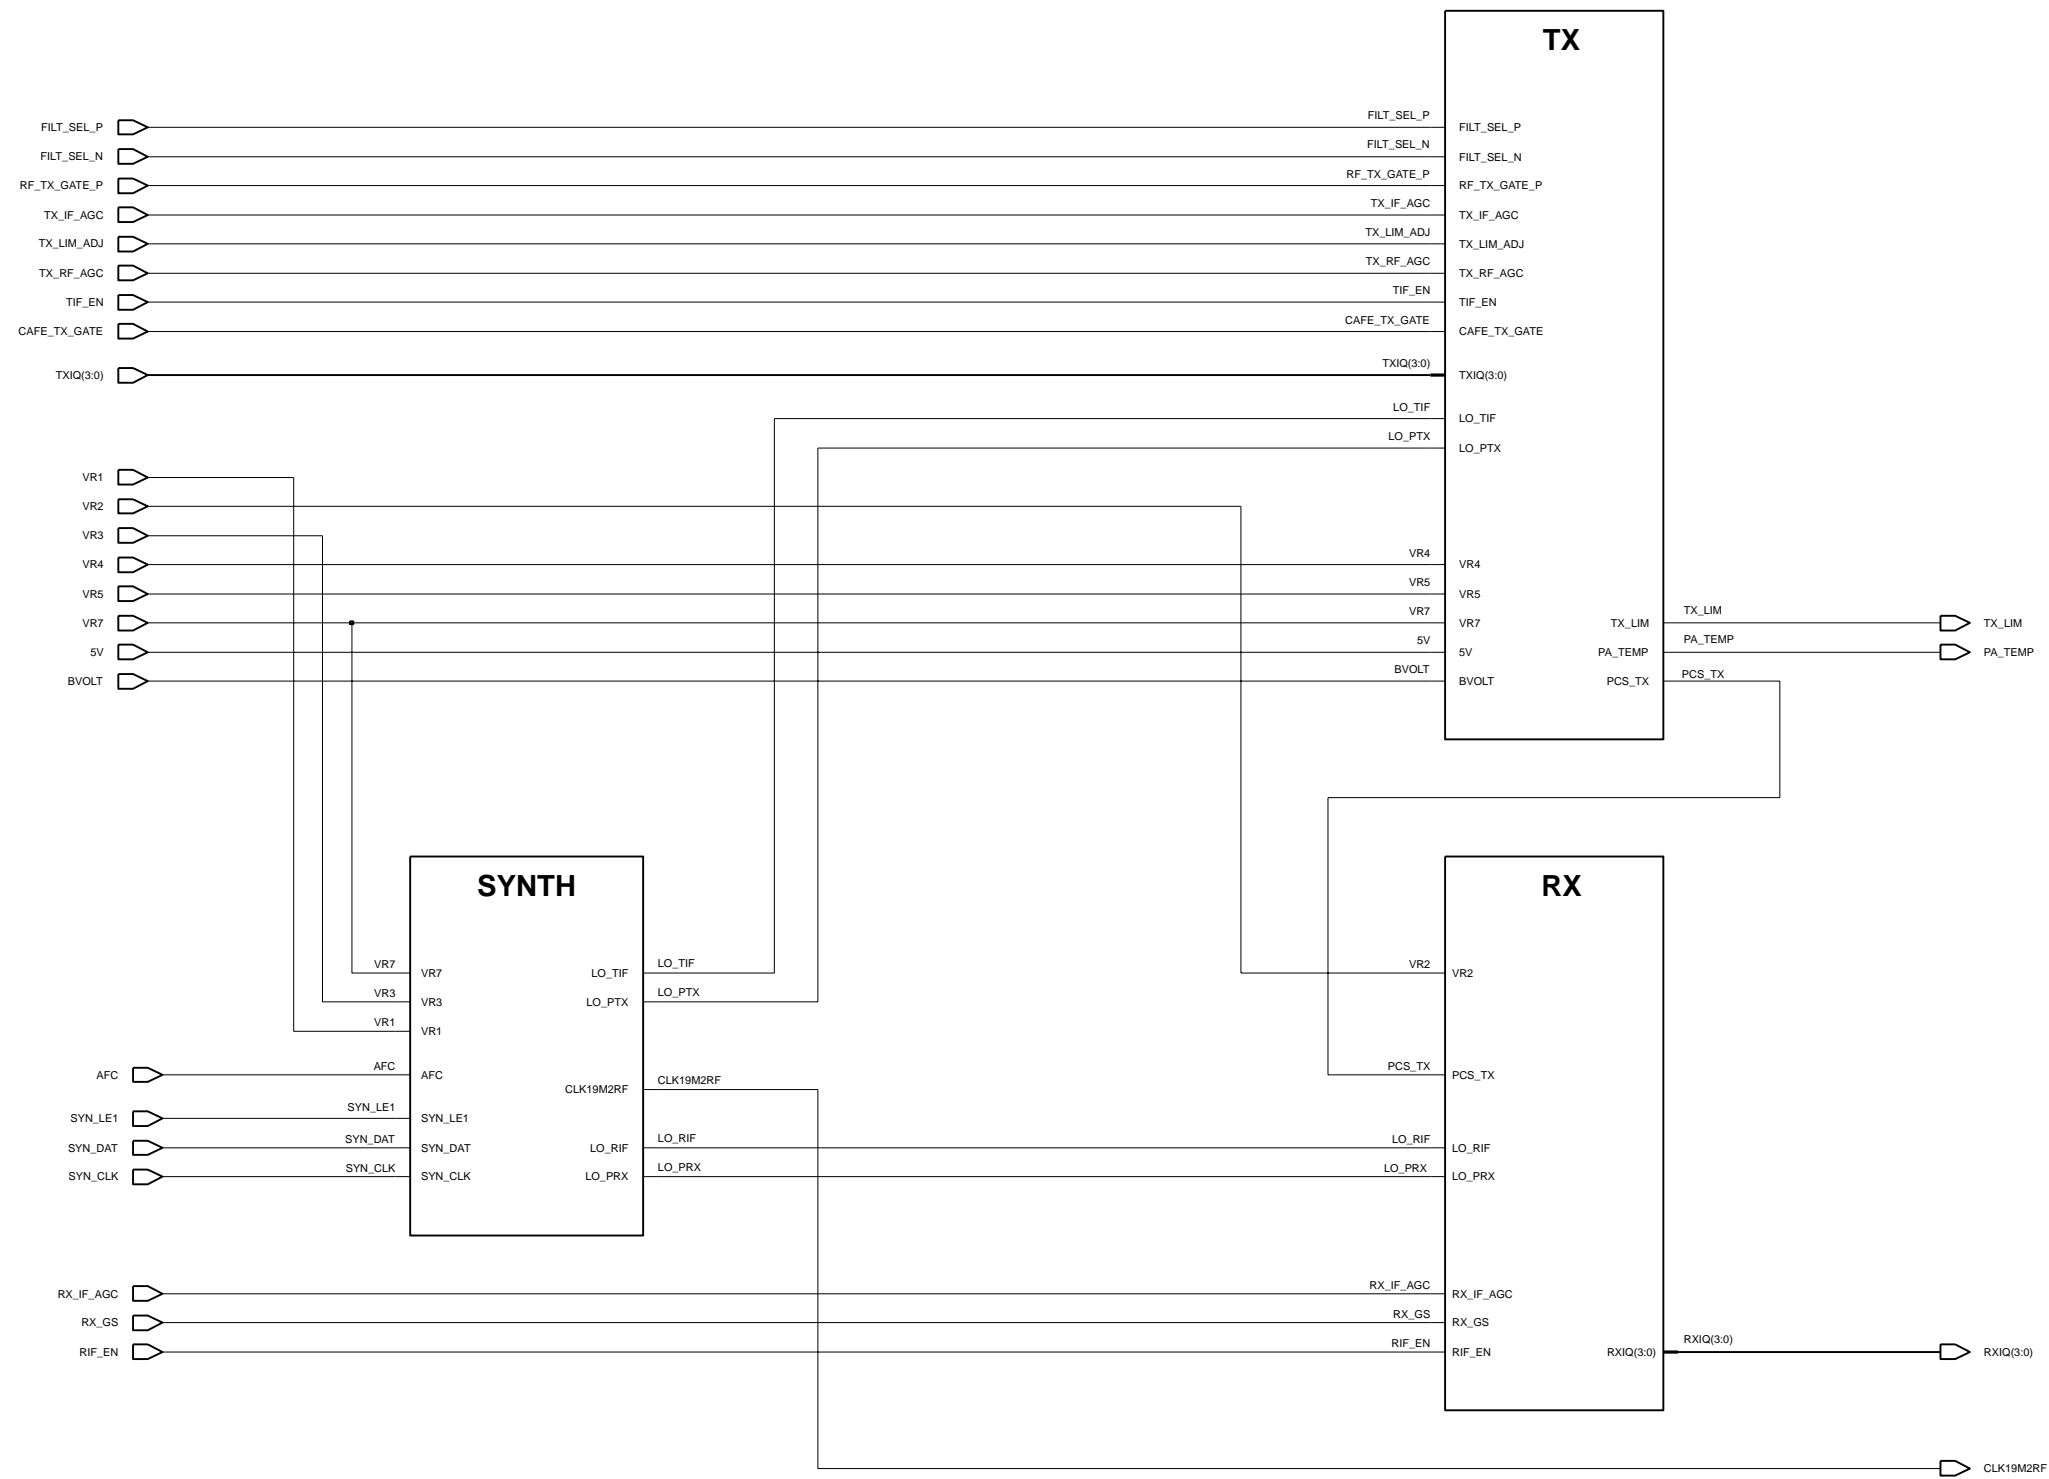 TX
FILT_SEL_P FILT_SEL_P FILT_SEL_P
FILT_SEL_N FILT_SEL_N FILT_SEL_N
RF_TX_GATE_P RF_TX_GATE_P RF_TX_GATE_P
TX_IF_AGC TX_IF_AGC TX_IF_AGC
TX_LIM_ADJ TX_LIM_ADJ TX_LIM_ADJ
TX_RF_AGC TX_RF_AGC TX_RF_AGC
TIF_EN TIF_EN TIF_EN
CAFE_TX_GATE CAFE_TX_GATE CAFE_TX_GATE
TXIQ(3:0) TXIQ(3:0) TXIQ(3:0)
LO_TIF LO_TIF
LO_PTX LO_PTX
VR1
VR2
VR3
VR4 VR4 VR4
VR5 VR5 VR5
VR7 VR7 VR7 TX_LIM TX_LIM TX_LIM
5V 5V 5V PA_TEMP PA_TEMP PA_TEMP
BVOLT BVOLT BVOLT PCS_TX PCS_TX
SYNTH RX
VR7 VR7 LO_TIF LO_TIF VR2 VR2
VR3 VR3 LO_PTX LO_PTX
VR1 VR1
AFC AFC AFC PCS_TX PCS_TX
CLK19M2RF CLK19M2RF
SYN_LE1 SYN_LE1 SYN_LE1
SYN_DAT SYN_DAT SYN_DAT LO_RIF LO_RIF LO_RIF LO_RIF
SYN_CLK SYN_CLK SYN_CLK LO_PRX LO_PRX LO_PRX LO_PRX
RX_IF_AGC RX_IF_AGC RX_IF_AGC
RX_GS RX_GS RX_GS
RIF_EN RIF_EN RIF_EN RXIQ(3:0) RXIQ(3:0) RXIQ(3:0)
CLK19M2RF